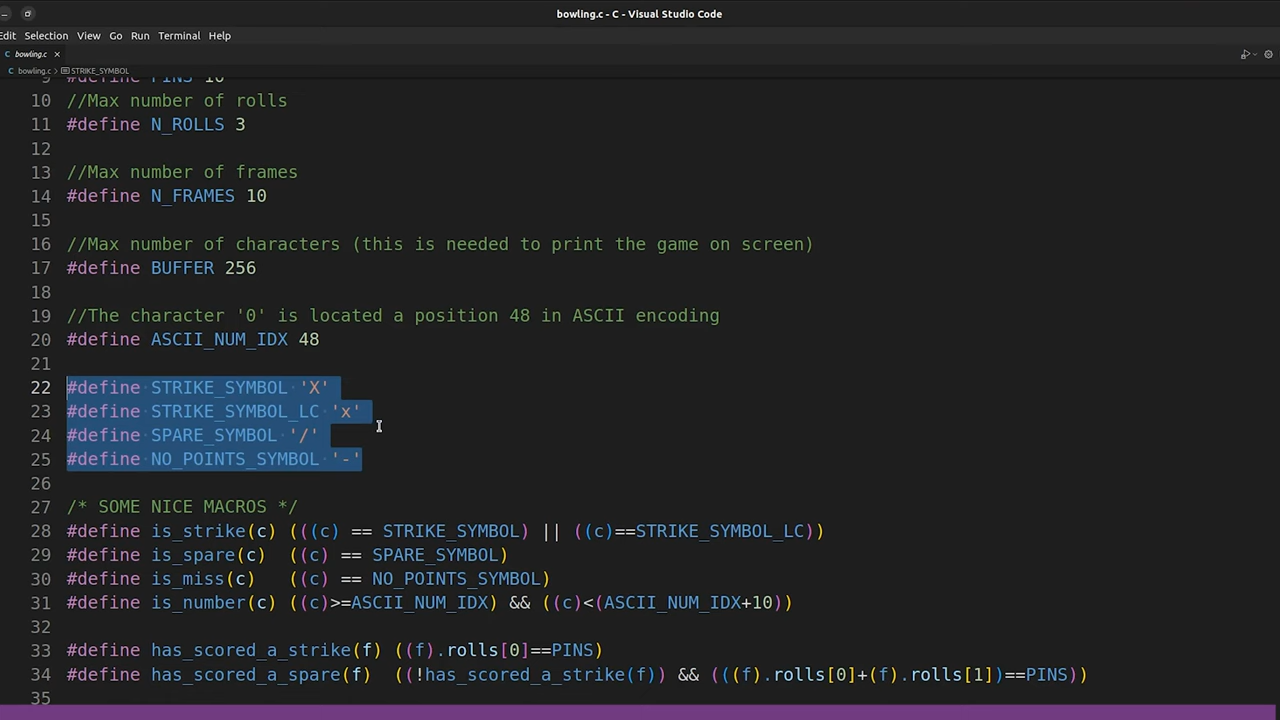 bowling.c - C - Visual Studio Code
Edit Selection View Go Run Terminal Help
C bowling.c ×
C bowling.c > STRIKE_SYMBOL
9 #define PINS 10
10 //Max number of rolls
11 #define N_ROLLS 3
12
13 //Max number of frames
14 #define N_FRAMES 10
15
16 //Max number of characters (this is needed to print the game on screen)
17 #define BUFFER 256
18
19 //The character '0' is located a position 48 in ASCII encoding
20 #define ASCII_NUM_IDX 48
21
22 #define STRIKE_SYMBOL 'X'
23 #define STRIKE_SYMBOL_LC 'x'
24 #define SPARE_SYMBOL '/'
25 #define NO_POINTS_SYMBOL '-'
26
27 /* SOME NICE MACROS */
28 #define is_strike(c) (((c) == STRIKE_SYMBOL) || ((c)==STRIKE_SYMBOL_LC))
29 #define is_spare(c)  ((c) == SPARE_SYMBOL)
30 #define is_miss(c)   ((c) == NO_POINTS_SYMBOL)
31 #define is_number(c) ((c)>=ASCII_NUM_IDX) && ((c)<(ASCII_NUM_IDX+10))
32
33 #define has_scored_a_strike(f) ((f).rolls[0]==PINS)
34 #define has_scored_a_spare(f)  ((!has_scored_a_strike(f)) && (((f).rolls[0]+(f).rolls[1])==PINS))
35